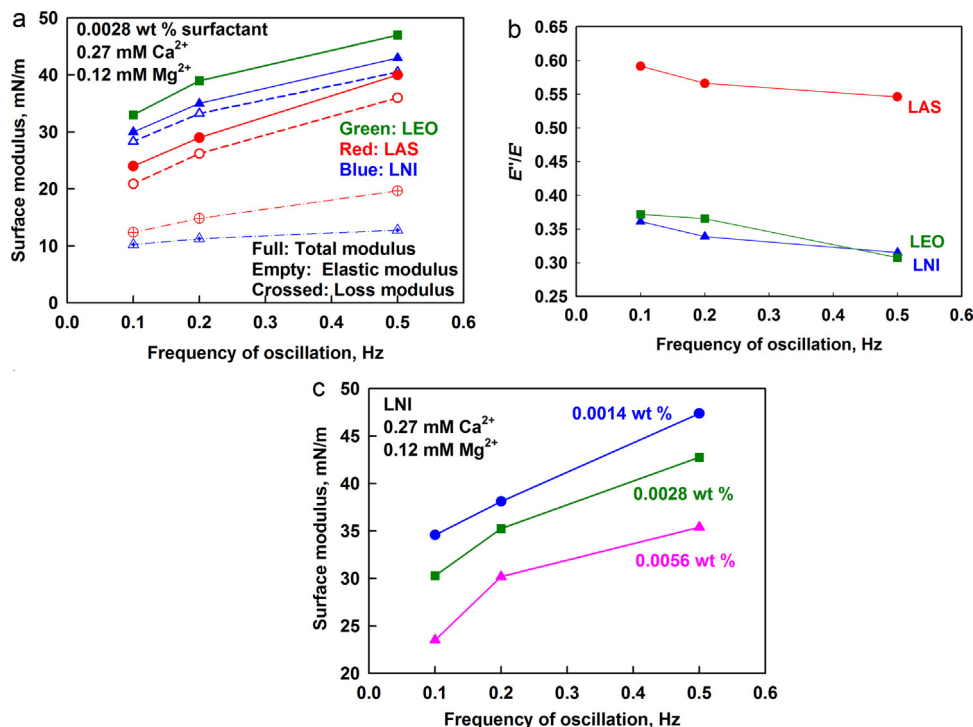 a
0.0028 wt % surfactant
0.27 mM Ca²⁺
0.12 mM Mg²⁺
Green: LEO
Red: LAS
Blue: LNI
Full: Total modulus
Empty: Elastic modulus
Crossed: Loss modulus
Surface modulus, mN/m
50
40
30
20
10
0
0.0 0.1 0.2 0.3 0.4 0.5 0.6
Frequency of oscillation, Hz
b
LAS
LEO
LNI
E''/E'
0.60
0.55
0.50
0.45
0.40
0.35
0.30
0.25
0.0 0.1 0.2 0.3 0.4 0.5 0.6
Frequency of oscillation, Hz
c
LNI
0.27 mM Ca²⁺
0.12 mM Mg²⁺
0.0014 wt %
0.0028 wt %
0.0056 wt %
Surface modulus, mN/m
50
45
40
35
30
25
20
0.0 0.1 0.2 0.3 0.4 0.5 0.6
Frequency of oscillation, Hz